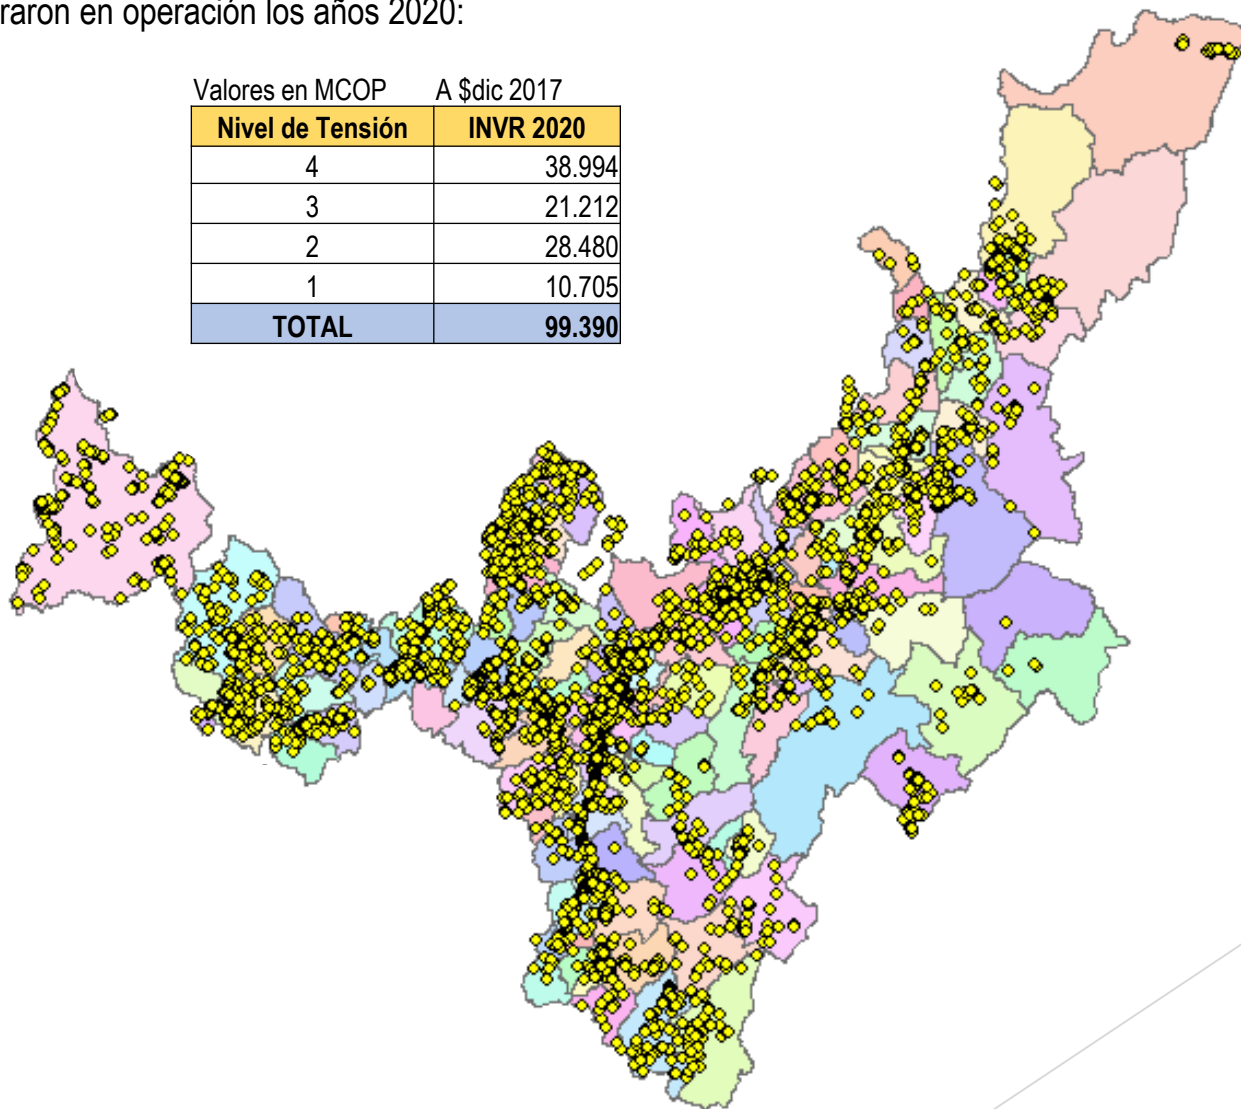 raron en operación los años 2020:
Valores en MCOP A $dic 2017
Nivel de Tensión INVR 2020
4 38.994
3 21.212
2 28.480
1 10.705
TOTAL 99.390